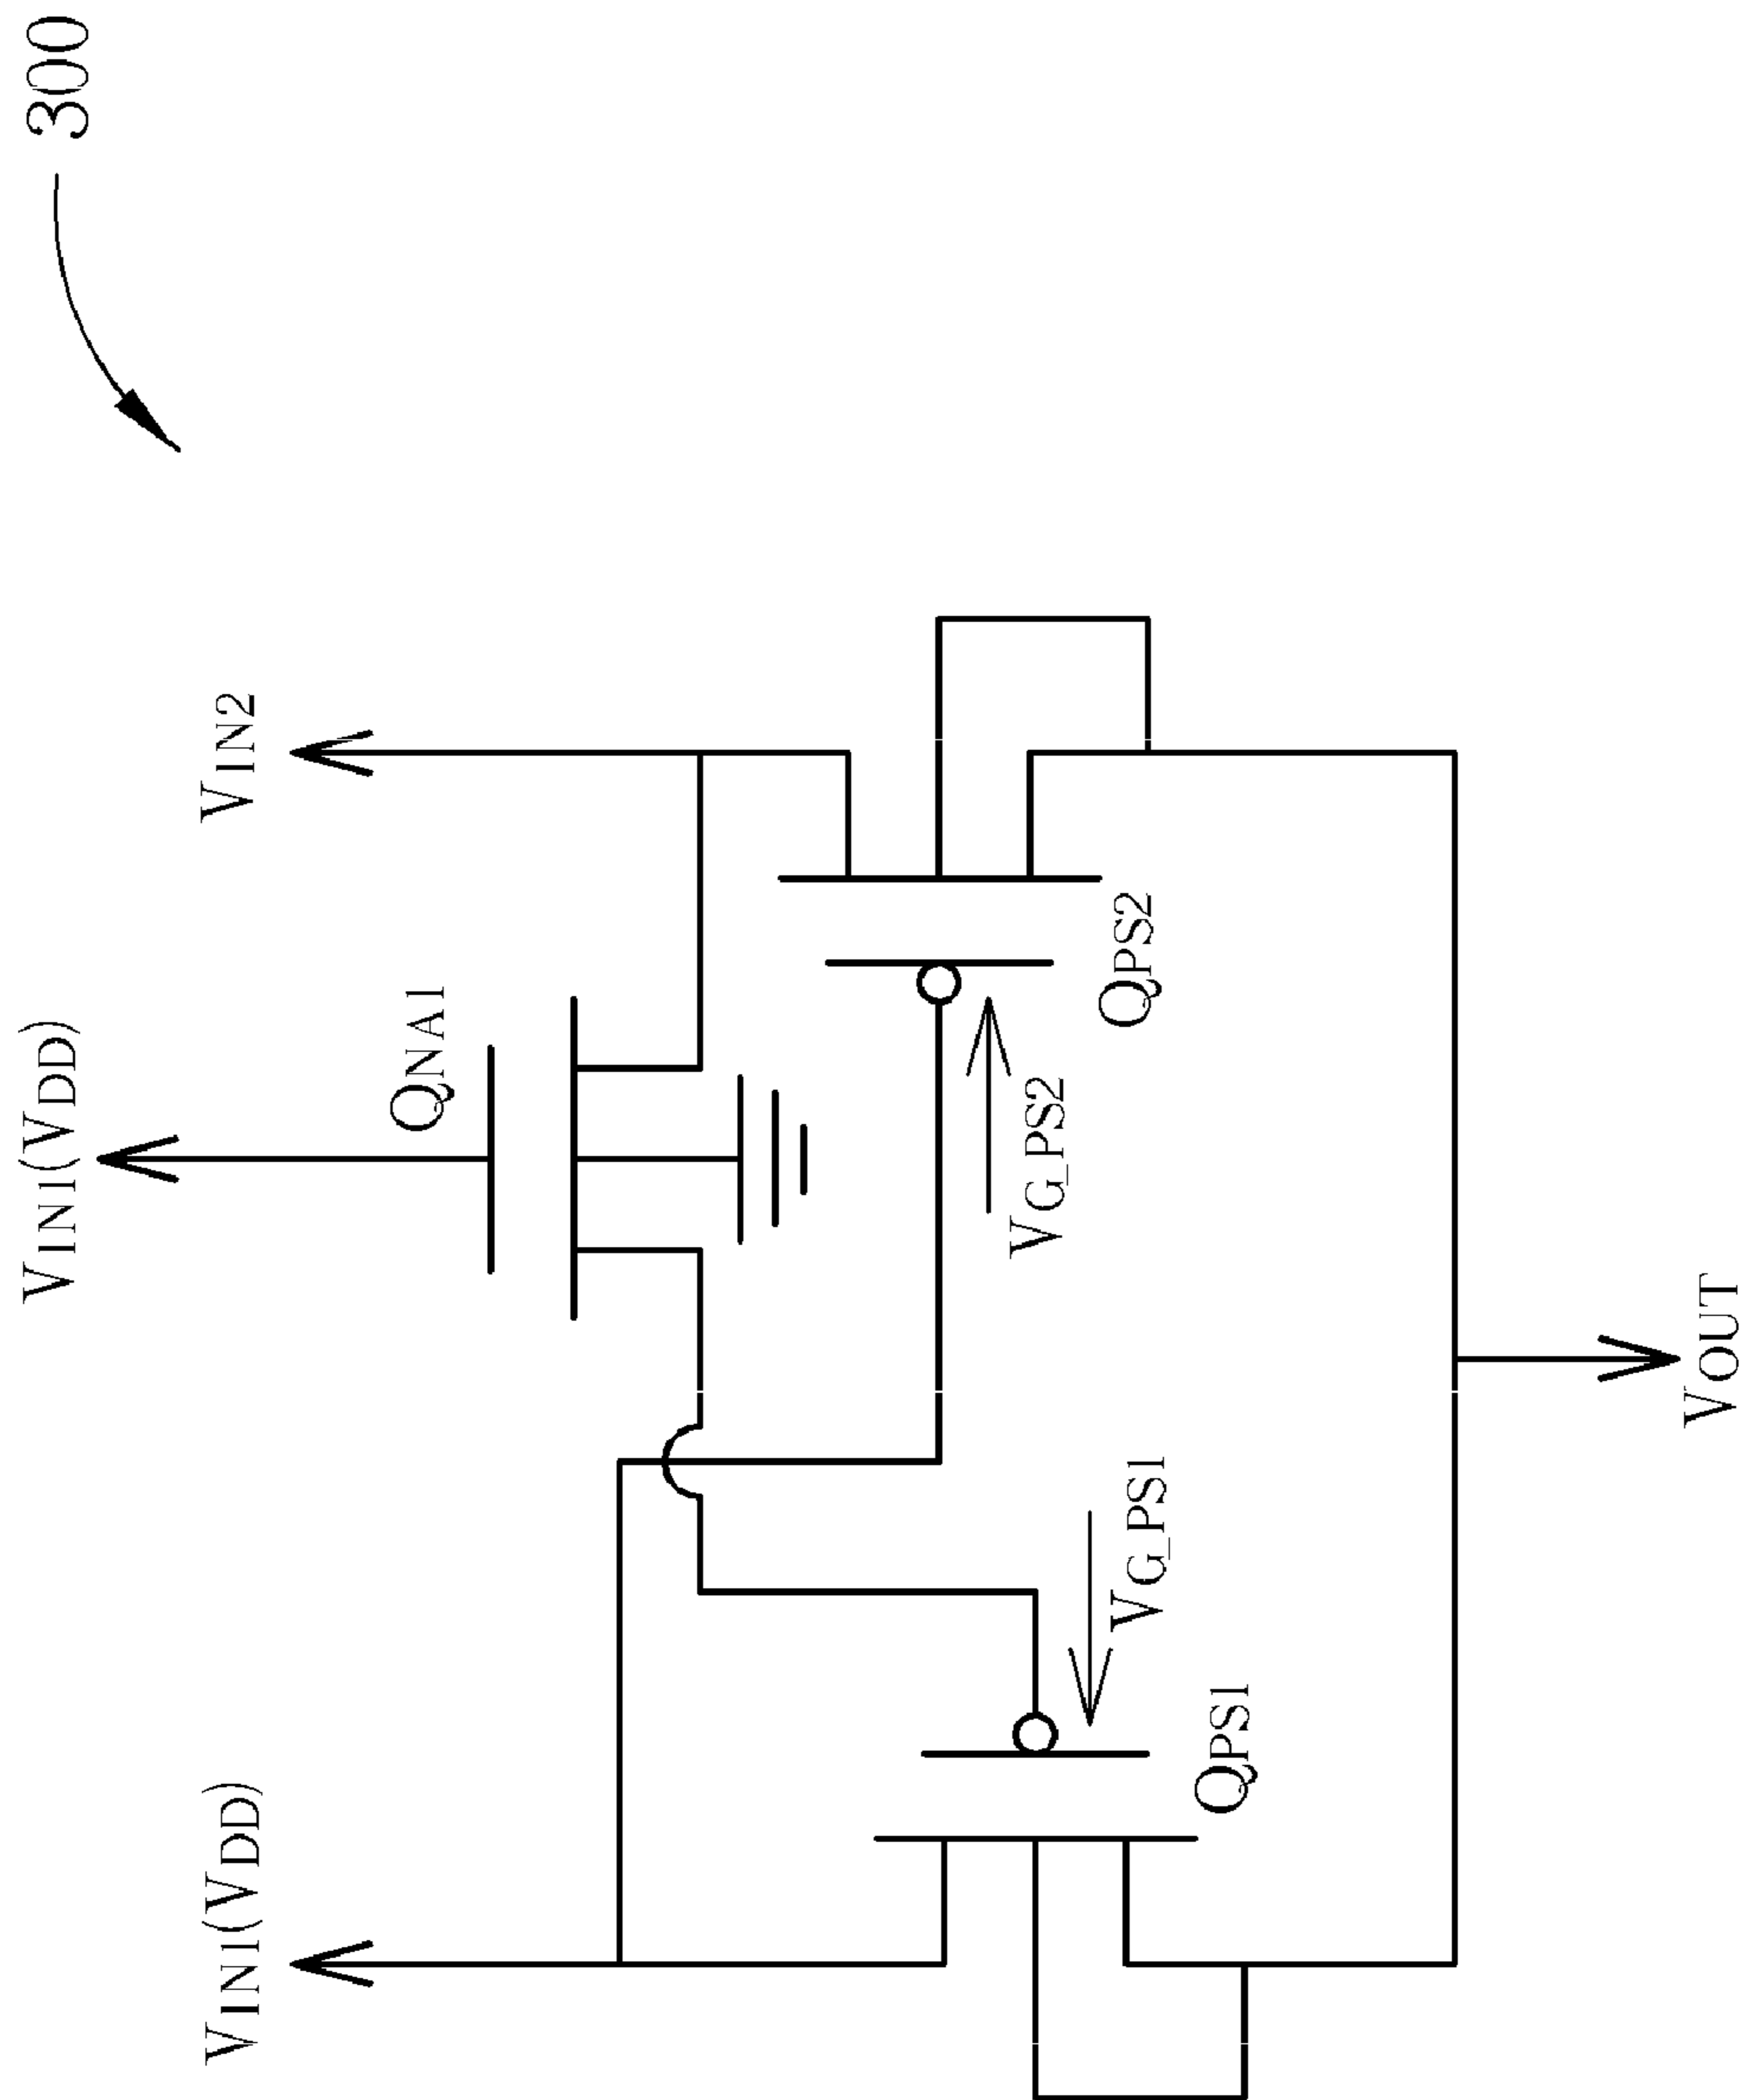 300
VIN1(VDD)
VIN1(VDD)
VIN2
QNA1
VG_PS1
VG_PS2
QPS1
QPS2
VOUT